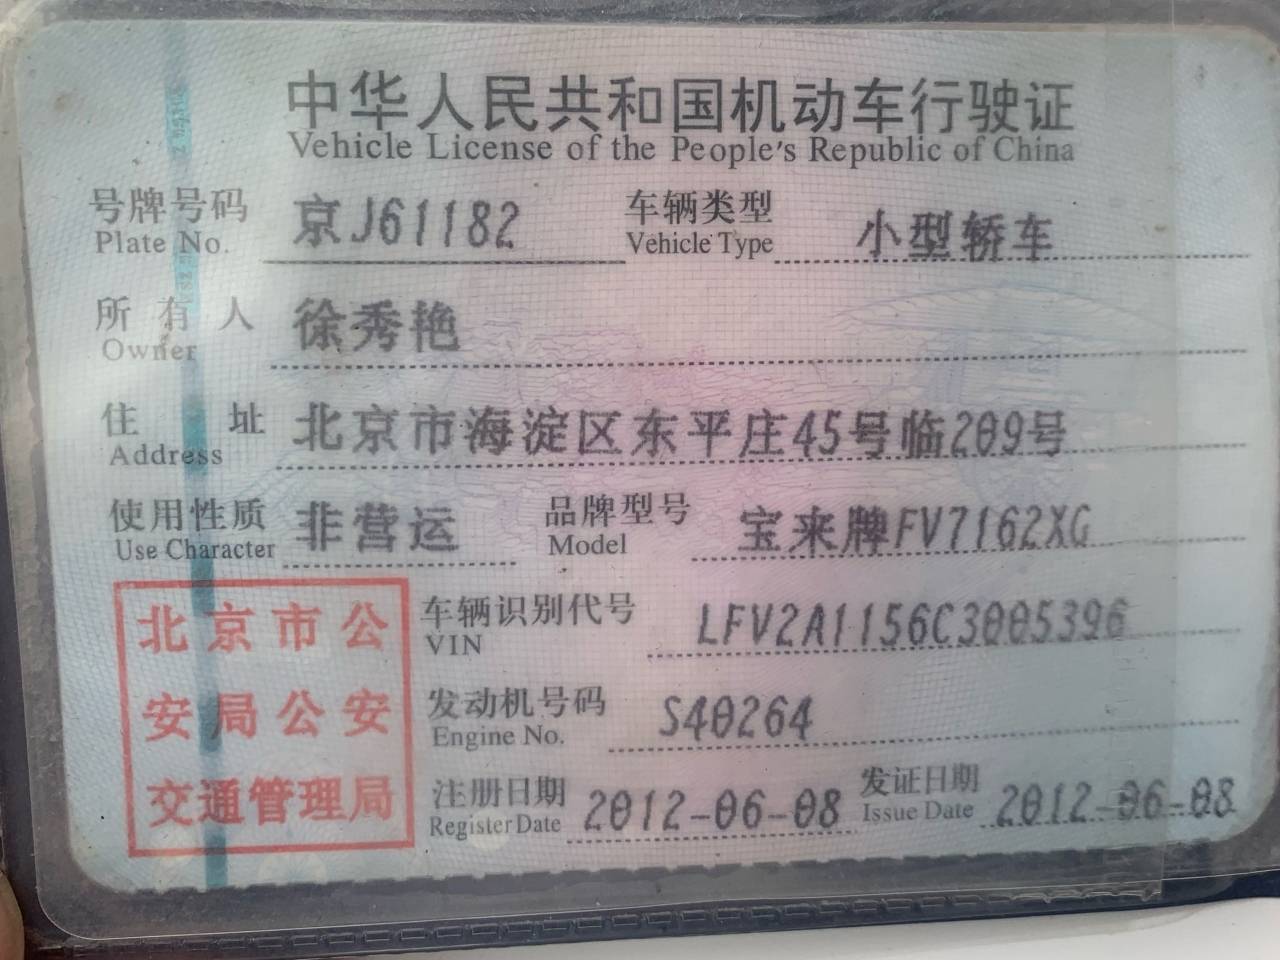 中华人民共和国机动车行驶证
Vehicle License of the People's Republic of China
号牌号码 京J61182 车辆类型 小型轿车
Plate No. Vehicle Type
所有人 徐秀艳
Owner
住址 北京市海淀区东平庄45号临209号
Address
使用性质 非营运 品牌型号 宝来牌FV7162XG
Use Character Model
北京市公
安局公安
交通管理局
车辆识别代号 LFV2A1156C3005396
VIN
发动机号码 S40264
Engine No.
注册日期 2012-06-08 发证日期 2012-06-08
Register Date Issue Date